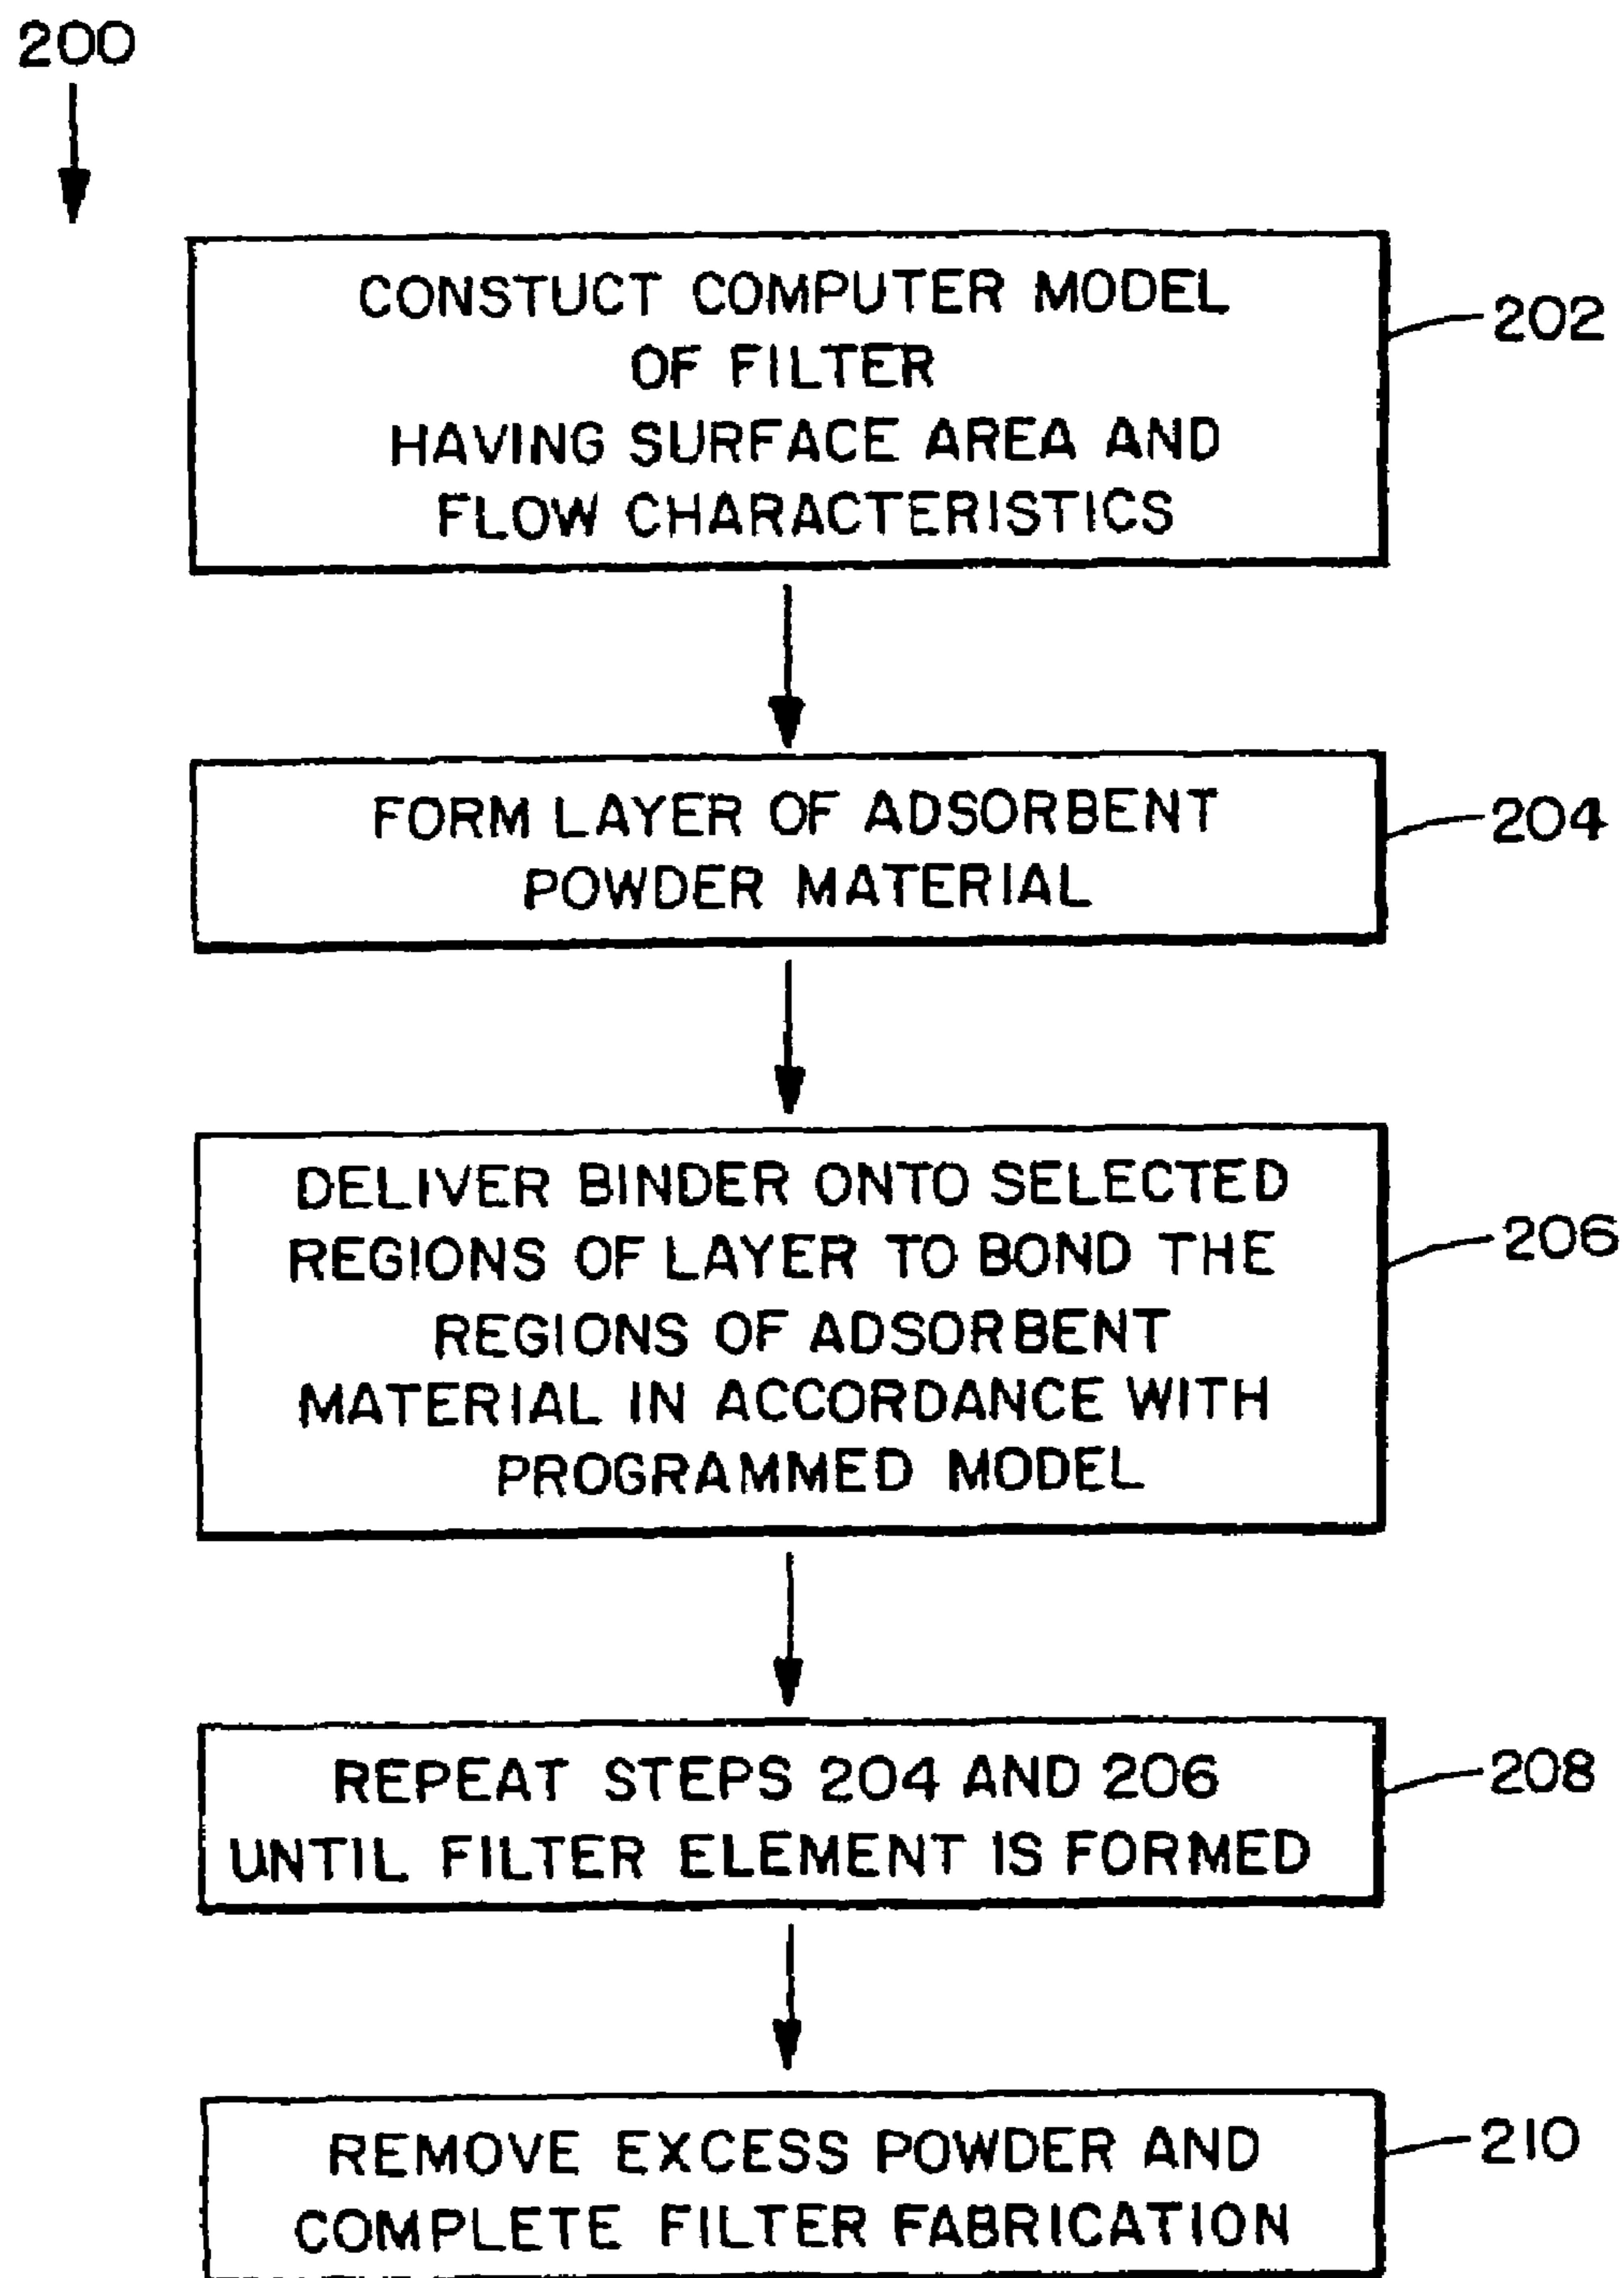 200
CONSTUCT COMPUTER MODEL
OF FILTER
HAVING SURFACE AREA AND
FLOW CHARACTERISTICS
202
FORM LAYER OF ADSORBENT
POWDER MATERIAL
204
DELIVER BINDER ONTO SELECTED
REGIONS OF LAYER TO BOND THE
REGIONS OF ADSORBENT
MATERIAL IN ACCORDANCE WITH
PROGRAMMED MODEL
206
REPEAT STEPS 204 AND 206
UNTIL FILTER ELEMENT IS FORMED
208
REMOVE EXCESS POWDER AND
COMPLETE FILTER FABRICATION
210